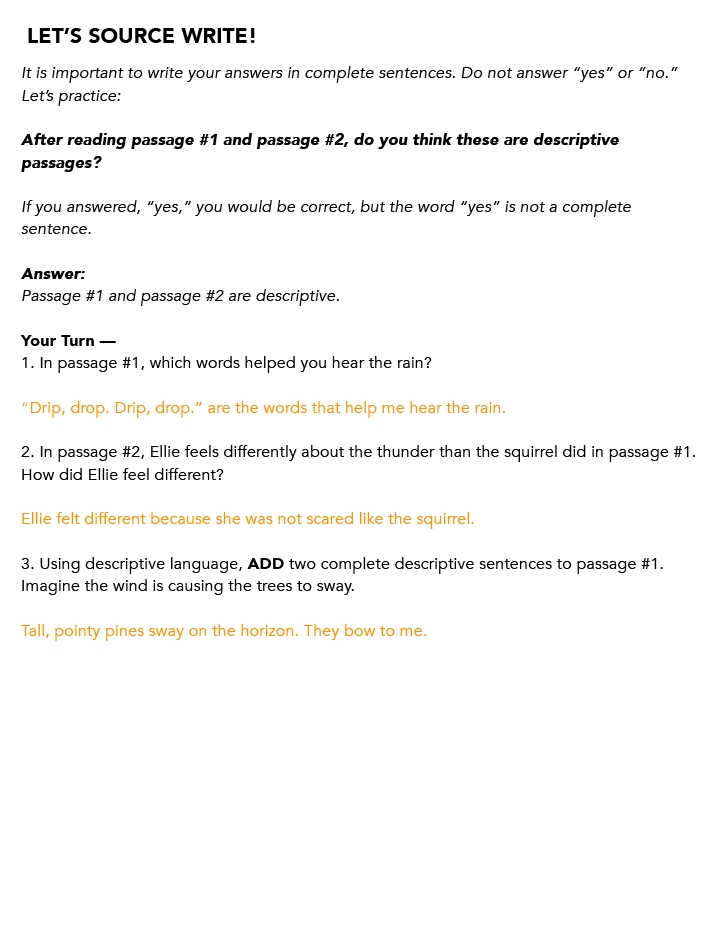 LET’S SOURCE WRITE!
It is important to write your answers in complete sentences. Do not answer “yes” or “no.”
Let’s practice:
After reading passage #1 and passage #2, do you think these are descriptive
passages?
If you answered, “yes,” you would be correct, but the word “yes” is not a complete
sentence.
Answer:
Passage #1 and passage #2 are descriptive.
Your Turn —
1. In passage #1, which words helped you hear the rain?
“Drip, drop. Drip, drop.” are the words that help me hear the rain.
2. In passage #2, Ellie feels differently about the thunder than the squirrel did in passage #1.
How did Ellie feel different?
Ellie felt different because she was not scared like the squirrel.
3. Using descriptive language, ADD two complete descriptive sentences to passage #1.
Imagine the wind is causing the trees to sway.
Tall, pointy pines sway on the horizon. They bow to me.